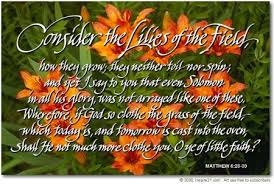 Consider the Lilies of the Field,
how they grow; they neither toil nor spin;
and yet I say to you that even Solomon
in all his glory, was not arrayed like one of these.
Wherefore, if God so clothe the grass of the field,
which today is, and tomorrow is cast into the oven,
Shall He not much more clothe you, O ye of little faith?
MATTHEW 6:28-30